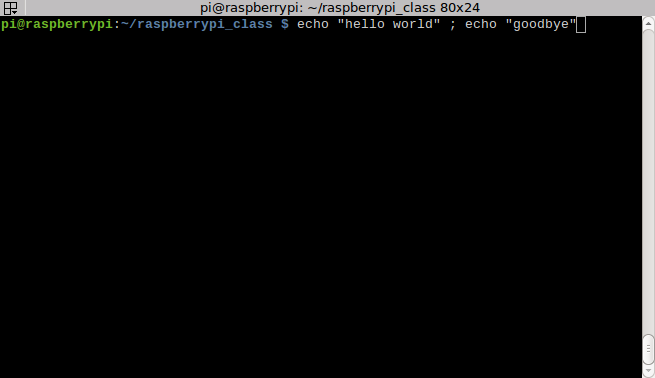 pi@raspberrypi: ~/raspberrypi_class 80x24
pi@raspberrypi:~/raspberrypi_class $ echo "hello world" ; echo "goodbye"